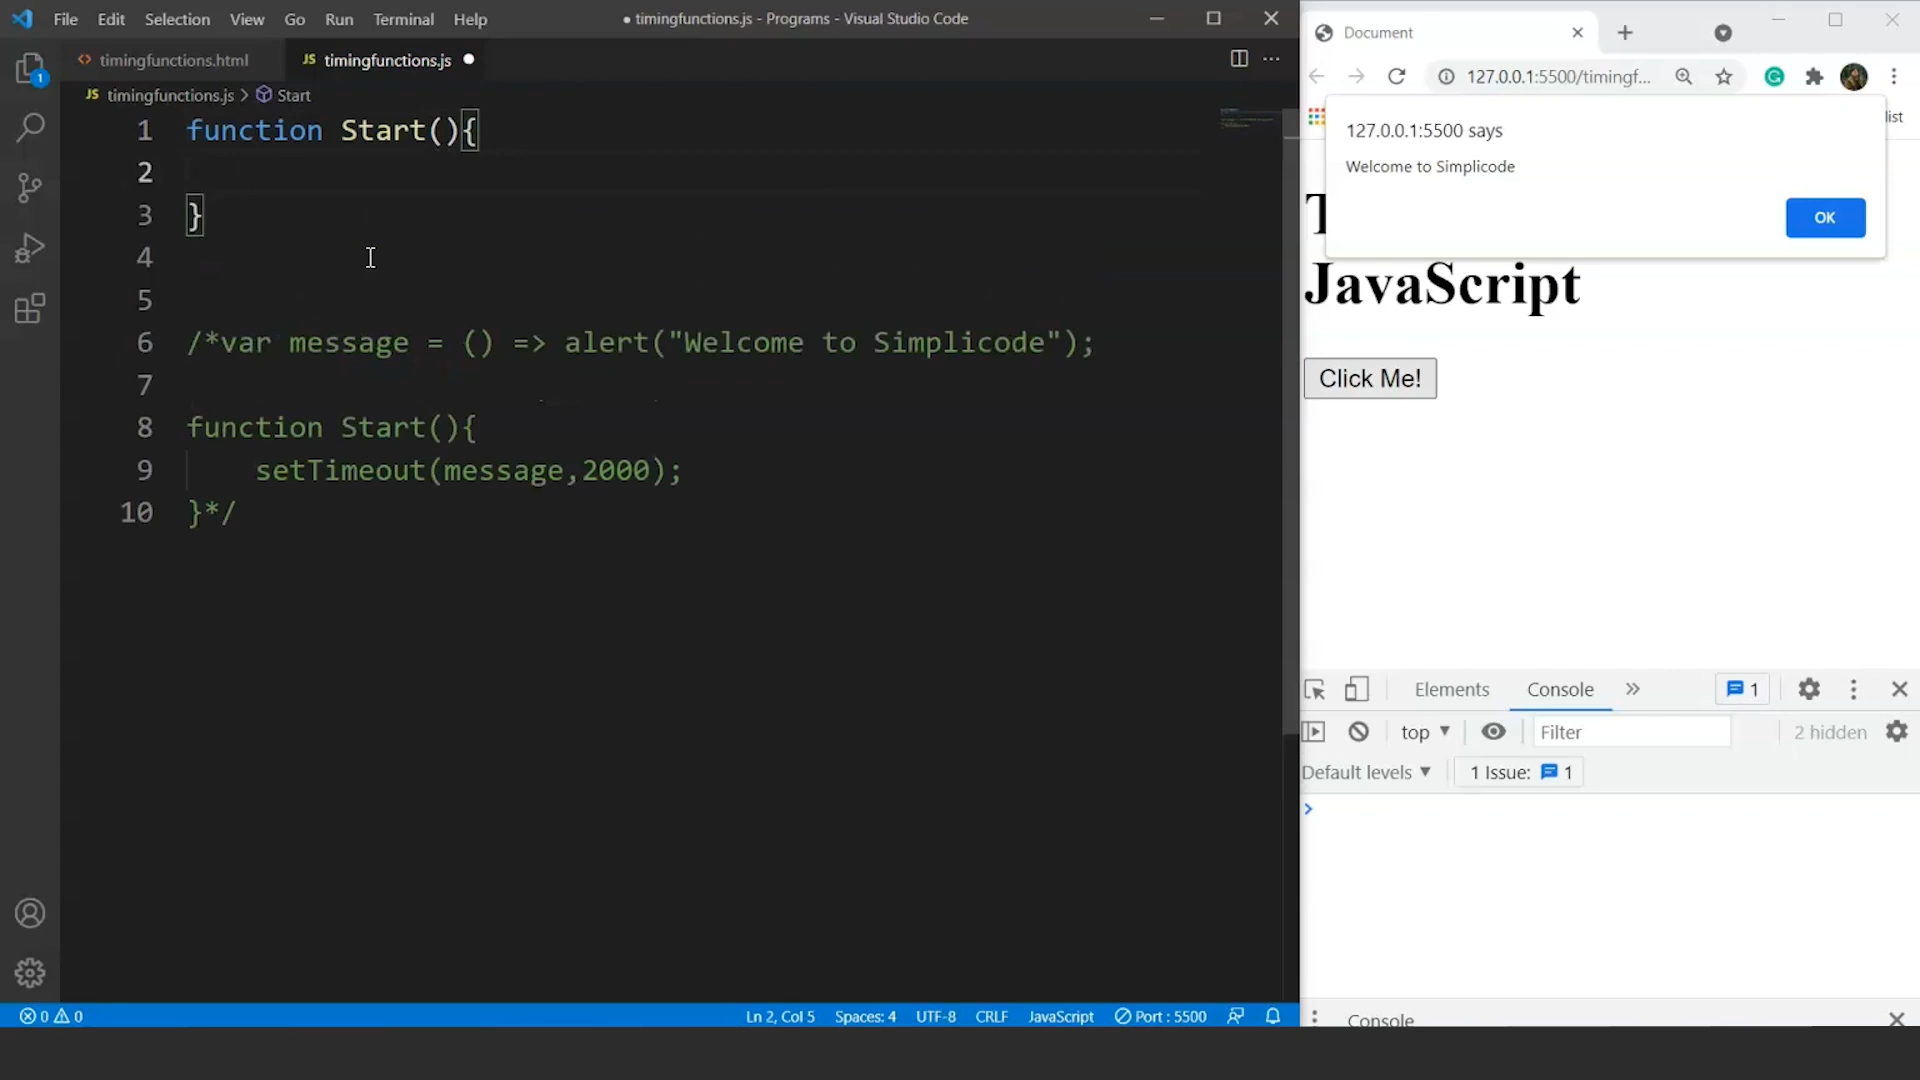 File Edit Selection View Go Run Terminal Help
● timingfunctions.js - Programs - Visual Studio Code
timingfunctions.html
JS timingfunctions.js
JS timingfunctions.js > Start
1 function Start(){
2
3 }
4
5
6 /*var message = () => alert("Welcome to Simplicode");
7
8 function Start(){
9 setTimeout(message,2000);
10 }*/
1
0 0
Ln 2, Col 5 Spaces: 4 UTF-8 CRLF JavaScript Port : 5500
Document
127.0.0.1:5500/timingf...
list
127.0.0.1:5500 says
Welcome to Simplicode
OK
JavaScript
Click Me!
Elements Console 1
top Filter 2 hidden
Default levels 1 Issue: 1
Console